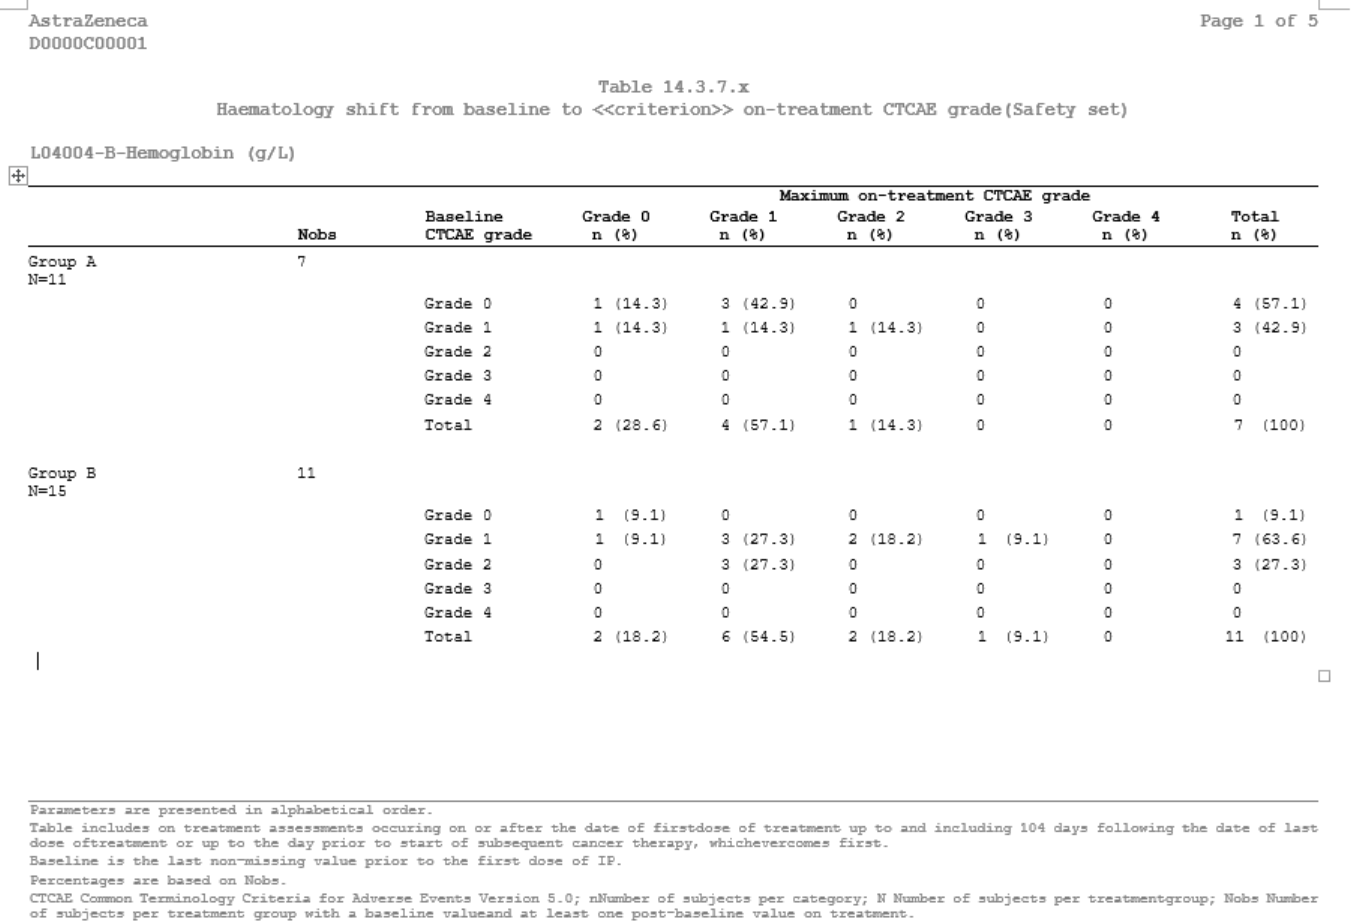 AstraZeneca Page 1 of 5
D0000C00001
Table 14.3.7.x
Haematology shift from baseline to <<criterion>> on-treatment CTCAE grade(Safety set)
L04004-B-Hemoglobin (g/L)
Maximum on-treatment CTCAE grade
Baseline Grade 0 Grade 1 Grade 2 Grade 3 Grade 4 Total
Nobs CTCAE grade n (%) n (%) n (%) n (%) n (%) n (%)
Group A 7
N=11
Grade 0 1 (14.3) 3 (42.9) 0 0 0 4 (57.1)
Grade 1 1 (14.3) 1 (14.3) 1 (14.3) 0 0 3 (42.9)
Grade 2 0 0 0 0 0 0
Grade 3 0 0 0 0 0 0
Grade 4 0 0 0 0 0 0
Total 2 (28.6) 4 (57.1) 1 (14.3) 0 0 7 (100)
Group B 11
N=15
Grade 0 1 (9.1) 0 0 0 0 1 (9.1)
Grade 1 1 (9.1) 3 (27.3) 2 (18.2) 1 (9.1) 0 7 (63.6)
Grade 2 0 3 (27.3) 0 0 0 3 (27.3)
Grade 3 0 0 0 0 0 0
Grade 4 0 0 0 0 0 0
Total 2 (18.2) 6 (54.5) 2 (18.2) 1 (9.1) 0 11 (100)
Parameters are presented in alphabetical order.
Table includes on treatment assessments occuring on or after the date of firstdose of treatment up to and including 104 days following the date of last
dose oftreatment or up to the day prior to start of subsequent cancer therapy, whichevercomes first.
Baseline is the last non-missing value prior to the first dose of IP.
Percentages are based on Nobs.
CTCAE Common Terminology Criteria for Adverse Events Version 5.0; nNumber of subjects per category; N Number of subjects per treatmentgroup; Nobs Number
of subjects per treatment group with a baseline valueand at least one post-baseline value on treatment.